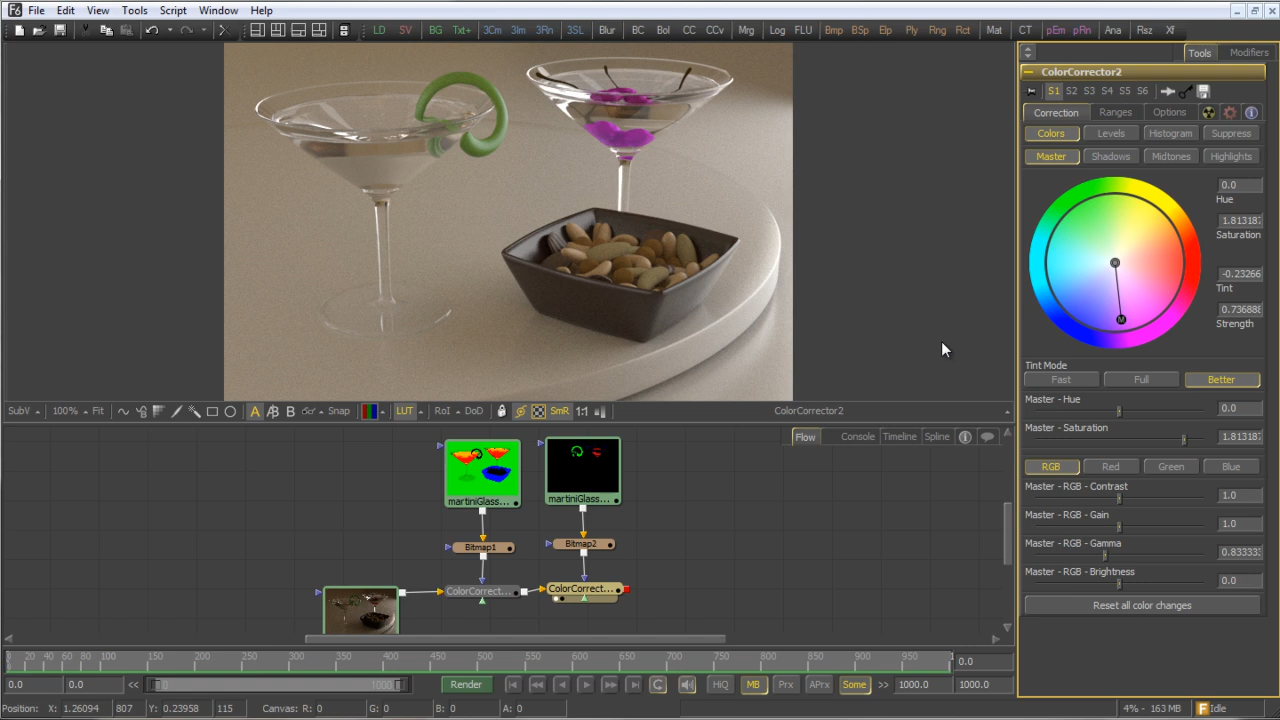 File Edit View Tools Script Window Help
LD SV BG Txt+ 3Cm 3Im 3Rn 3SL Blur BC Bol CC CCv Mrg Log FLU Bmp BSp Elp Ply Rng Rct Mat CT pEm pRn Ana Rsz Xf
Tools Modifiers
ColorCorrector2
S1 S2 S3 S4 S5 S6
Correction Ranges Options
Colors Levels Histogram Suppress
Master Shadows Midtones Highlights
0.0
Hue
1.813187
Saturation
-0.23266
Tint
0.736886
Strength
M
Tint Mode
Fast Full Better
Master - Hue
0.0
Master - Saturation
1.813187
RGB Red Green Blue
Master - RGB - Contrast
1.0
Master - RGB - Gain
1.0
Master - RGB - Gamma
0.833333
Master - RGB - Brightness
0.0
Reset all color changes
SubV 100% Fit A B Snap LUT RoI DoD SmR 1:1 ColorCorrector2
Flow Console Timeline Spline
martiniGlass... martiniGlass...
Bitmap1 Bitmap2
ColorCorrect... ColorCorrect...
0 20 40 60 80 100 150 200 250 300 350 400 450 500 550 600 650 700 750 800 850 900 950 0.0
0.0 0.0 << 0 1000 Render HiQ MB Prx APrx Some >> 1000.0 1000.0
Position: X: 1.26094 807 Y: 0.23958 115 Canvas: R: 0 G: 0 B: 0 A: 0 4% - 163 MB Idle